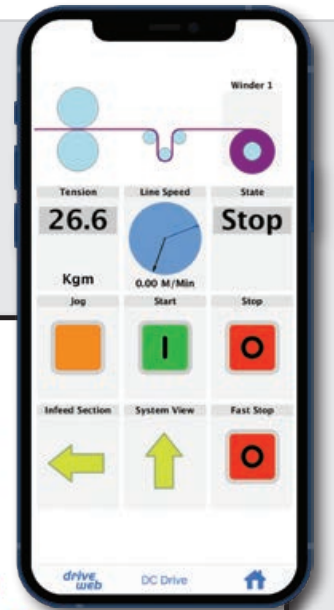 Winder 1
Tension Line Speed State
26.6 Stop
Kgm 0.00 M/Min
Jog Start Stop
I O
Infeed Section System View Fast Stop
O
drive web DC Drive